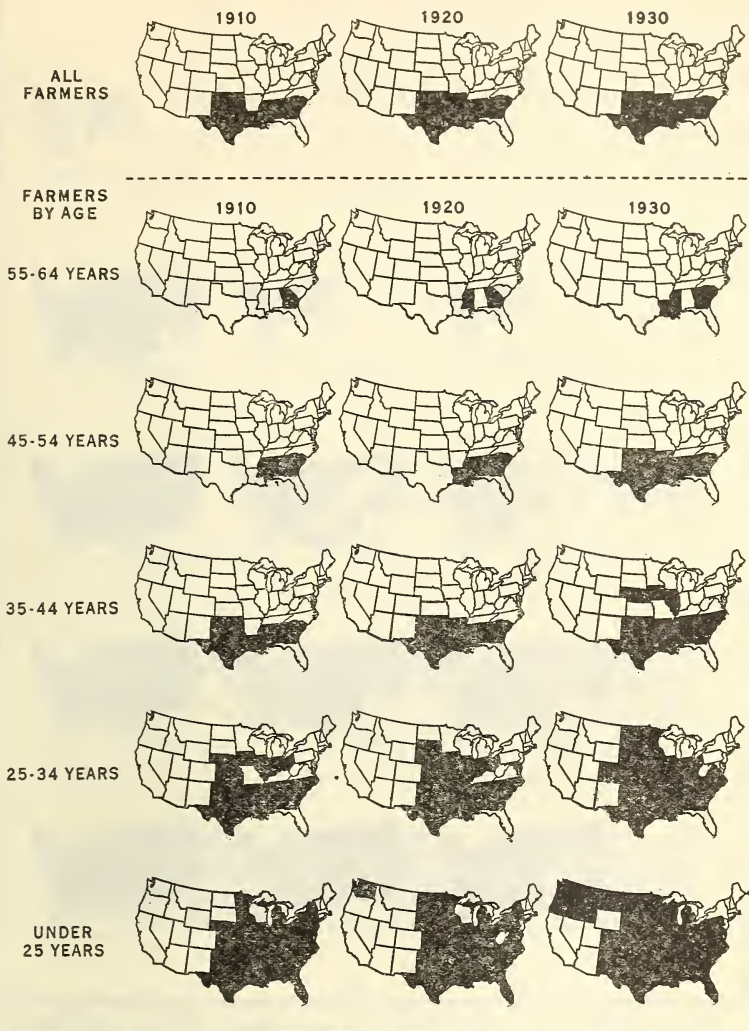 1910 1920 1930
ALL
FARMERS
FARMERS
BY AGE
1910 1920 1930
55-64 YEARS
45-54 YEARS
35-44 YEARS
25-34 YEARS
UNDER
25 YEARS